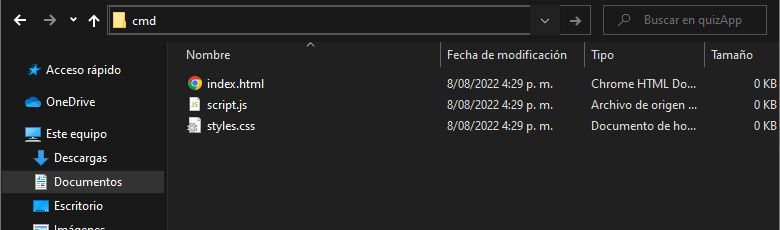 cmd
Buscar en quizApp
Nombre
Fecha de modificación
Tipo
Tamaño
Acceso rápido
OneDrive
Este equipo
Descargas
Documentos
Escritorio
Imágenes
index.html 8/08/2022 4:29 p. m. Chrome HTML Do... 0 KB
script.js 8/08/2022 4:29 p. m. Archivo de origen ... 0 KB
styles.css 8/08/2022 4:29 p. m. Documento de ho... 0 KB